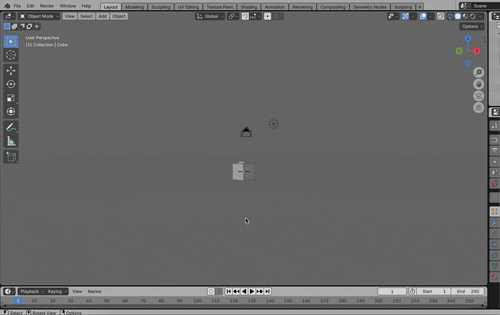 File Edit Render Window Help Layout Modeling Sculpting UV Editing Texture Paint Shading Animation Rendering Compositing Geometry Nodes Scripting + Scene
Object Mode View Select Add Object Global
Options
User Perspective
(1) Collection | Cube
Z
Playback Keying View Marker 1 Start 1 End 250
1 10 20 30 40 50 60 70 80 90 100 110 120 130 140 150 160 170 180 190 200 210 220 230 240 250
Select Rotate View Options